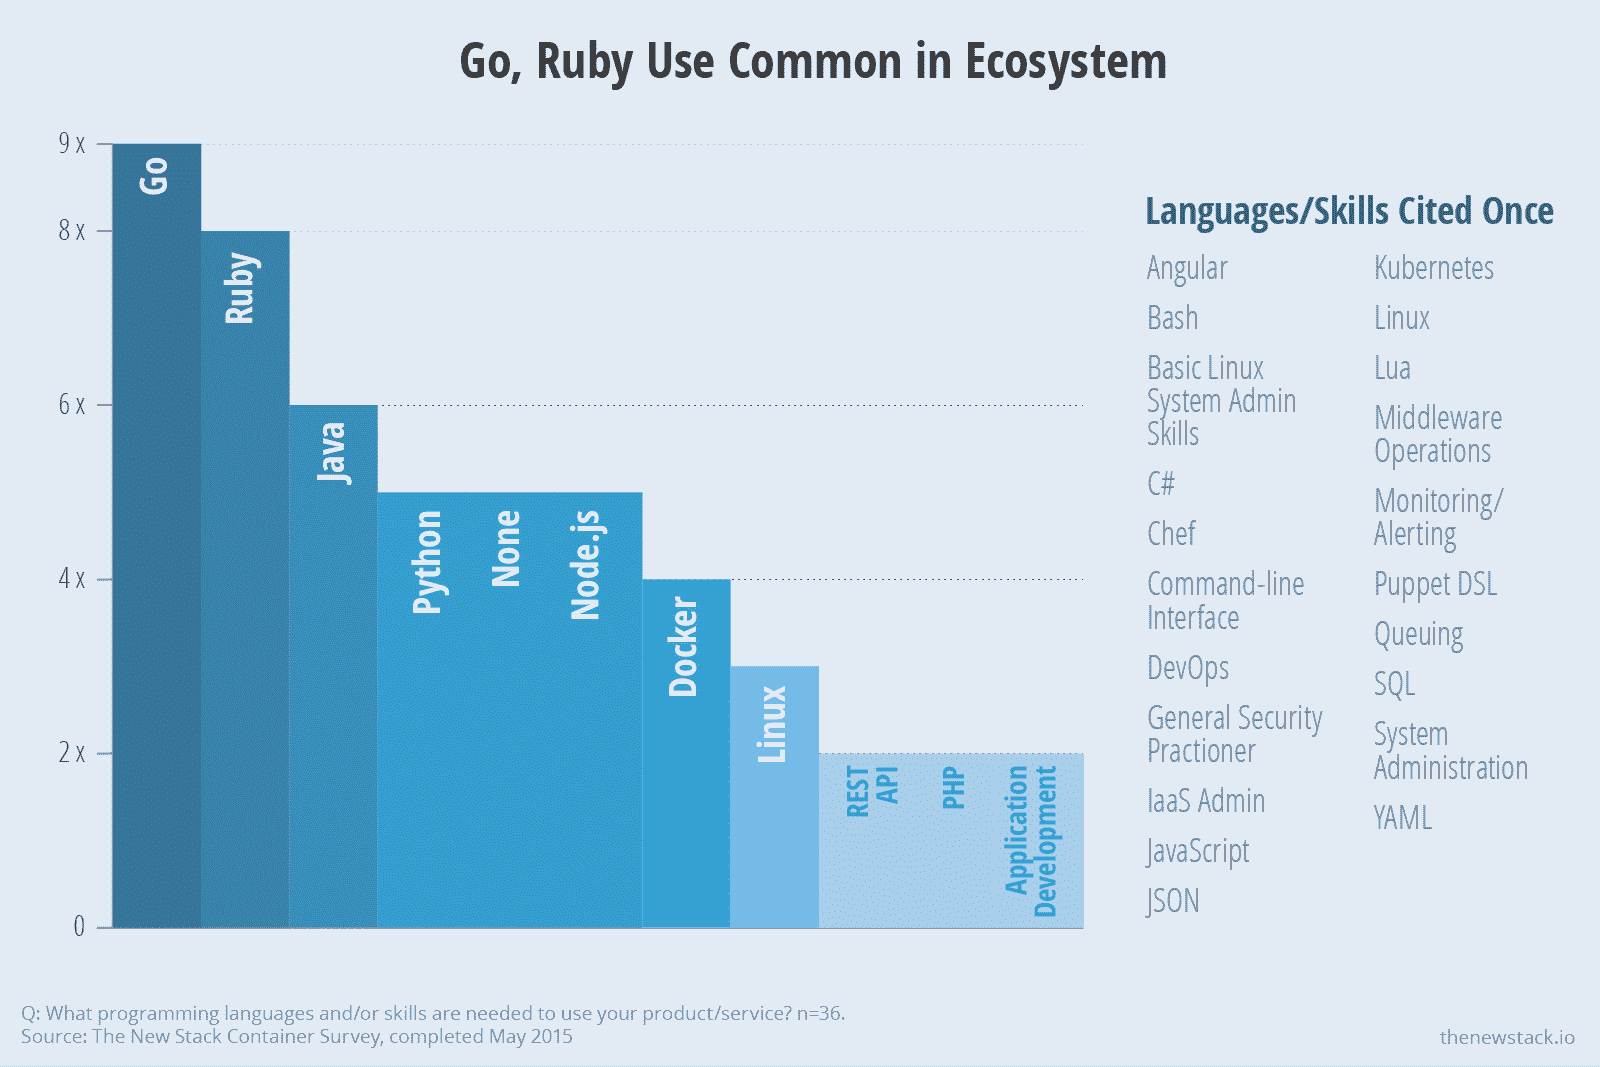 Go, Ruby Use Common in Ecosystem
9 x
8 x
6 x
4 x
2 x
0
Go
Ruby
Java
Python
None
Node.js
Docker
Linux
REST
API
PHP
Application
Development
Languages/Skills Cited Once
Angular
Bash
Basic Linux
System Admin
Skills
C#
Chef
Command-line
Interface
DevOps
General Security
Practioner
IaaS Admin
JavaScript
JSON
Kubernetes
Linux
Lua
Middleware
Operations
Monitoring/
Alerting
Puppet DSL
Queuing
SQL
System
Administration
YAML
Q: What programming languages and/or skills are needed to use your product/service? n=36.
Source: The New Stack Container Survey, completed May 2015
thenewstack.io